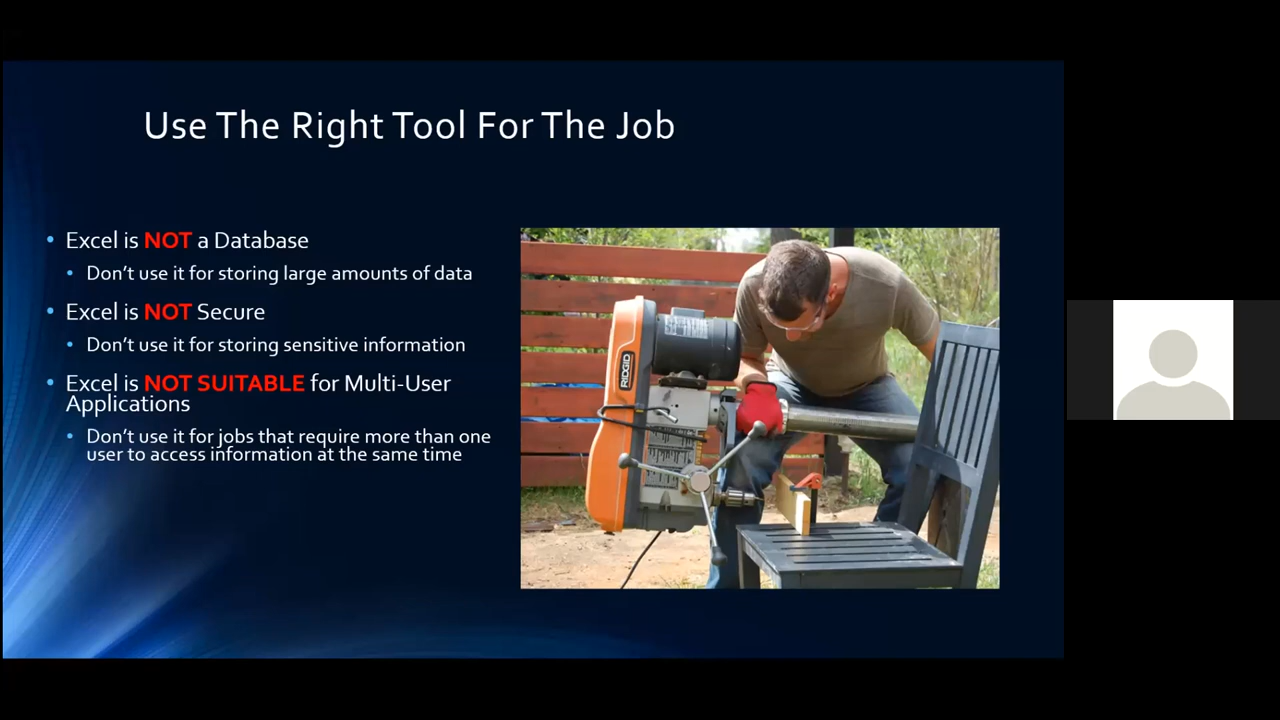 Use The Right Tool For The Job
Excel is NOT a Database
Don’t use it for storing large amounts of data
Excel is NOT Secure
Don’t use it for storing sensitive information
Excel is NOT SUITABLE for Multi-User
Applications
Don’t use it for jobs that require more than one
user to access information at the same time
RIDGID